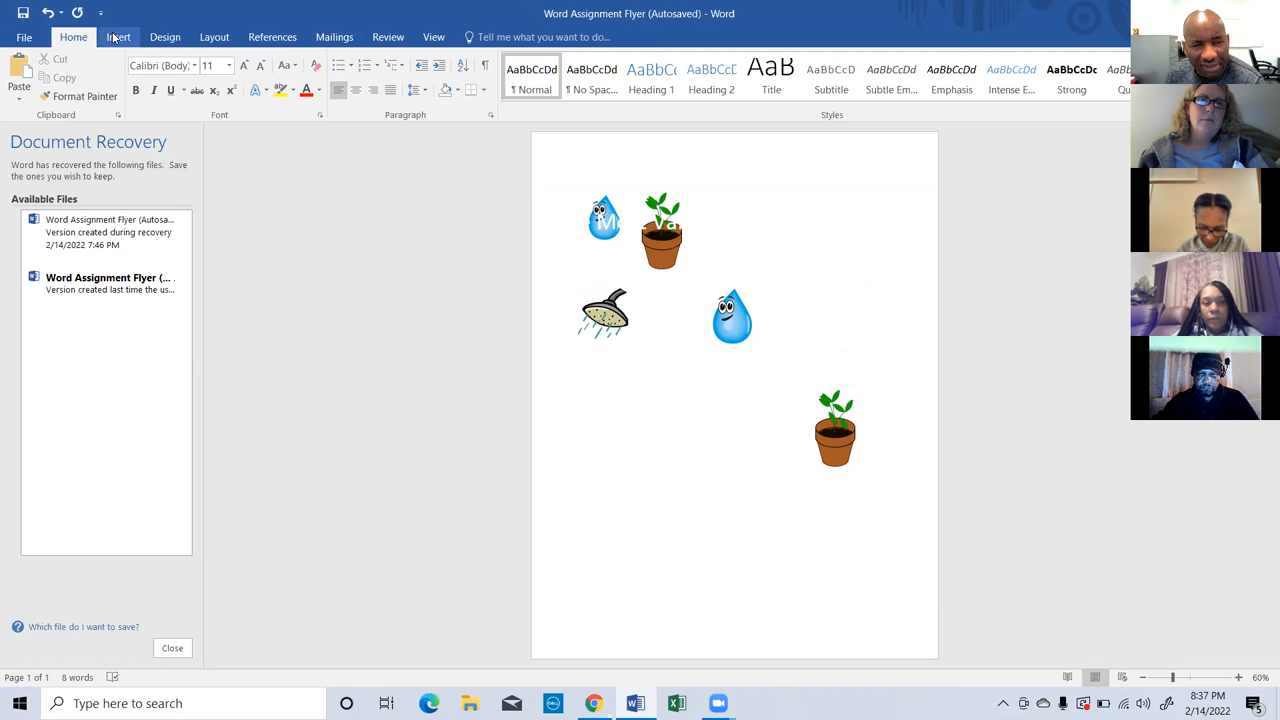 Word Assignment Flyer (Autosaved) - Word
File Home Insert Design Layout References Mailings Review View Tell me what you want to do...
Paste
Cut
Copy
Format Painter
Clipboard
Calibri (Body) 11
Font
Paragraph
AaBbCcDd AaBbCcDd AaBbCc AaBbCcD AaB AaBbCcD AaBbCcDd AaBbCcDd AaBbCcDd AaBbCcDc
¶ Normal ¶ No Spac... Heading 1 Heading 2 Title Subtitle Subtle Em... Emphasis Intense E... Strong
Styles
Document Recovery
Word has recovered the following files. Save
the ones you wish to keep.
Available Files
Word Assignment Flyer (Autosa...
Version created during recovery
2/14/2022 7:46 PM
Word Assignment Flyer (...
Version created last time the us...
Which file do I want to save?
Close
Page 1 of 1 8 words
60%
Type here to search
8:37 PM
2/14/2022
5